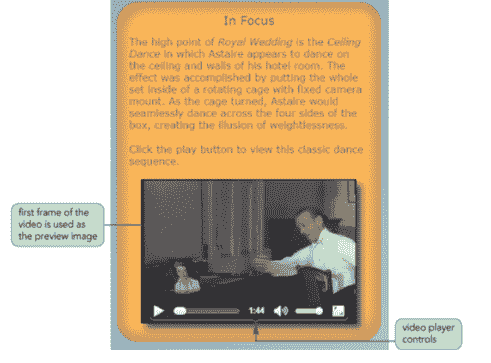 In Focus
The high point of Royal Wedding is the Ceiling
Dance in which Astaire appears to dance on
the ceiling and walls of his hotel room. The
effect was accomplished by putting the whole
set inside of a rotating cage with fixed camera
mount. As the cage turned, Astaire would
seamlessly dance across the four sides of the
box, creating the illusion of weightlessness.
Click the play button to view this classic dance
sequence.
first frame of the
video is used as
the preview image
1:44
video player
controls